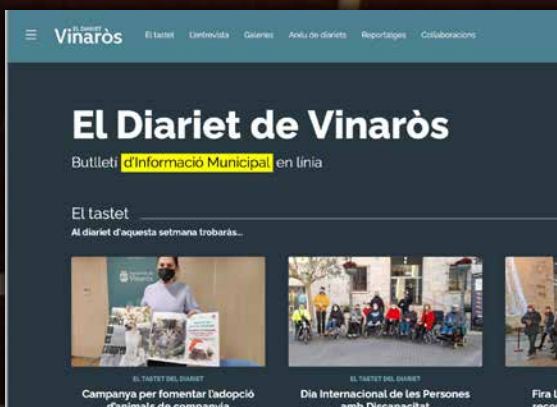 EL DIARIET
Vinaròs
El tastet L'entrevista Galeries Arxiu de diariets Reportatges Col·laboracions
El Diariet de Vinaròs
Butlletí d'Informació Municipal en línia
El tastet
Al diariet d'aquesta setmana trobaràs...
EL TASTET DEL DIARIET
Campanya per fomentar l'adopció
d'animals de companyia
EL TASTET DEL DIARIET
Dia Internacional de les Persones
amb Discapacitat
Fira